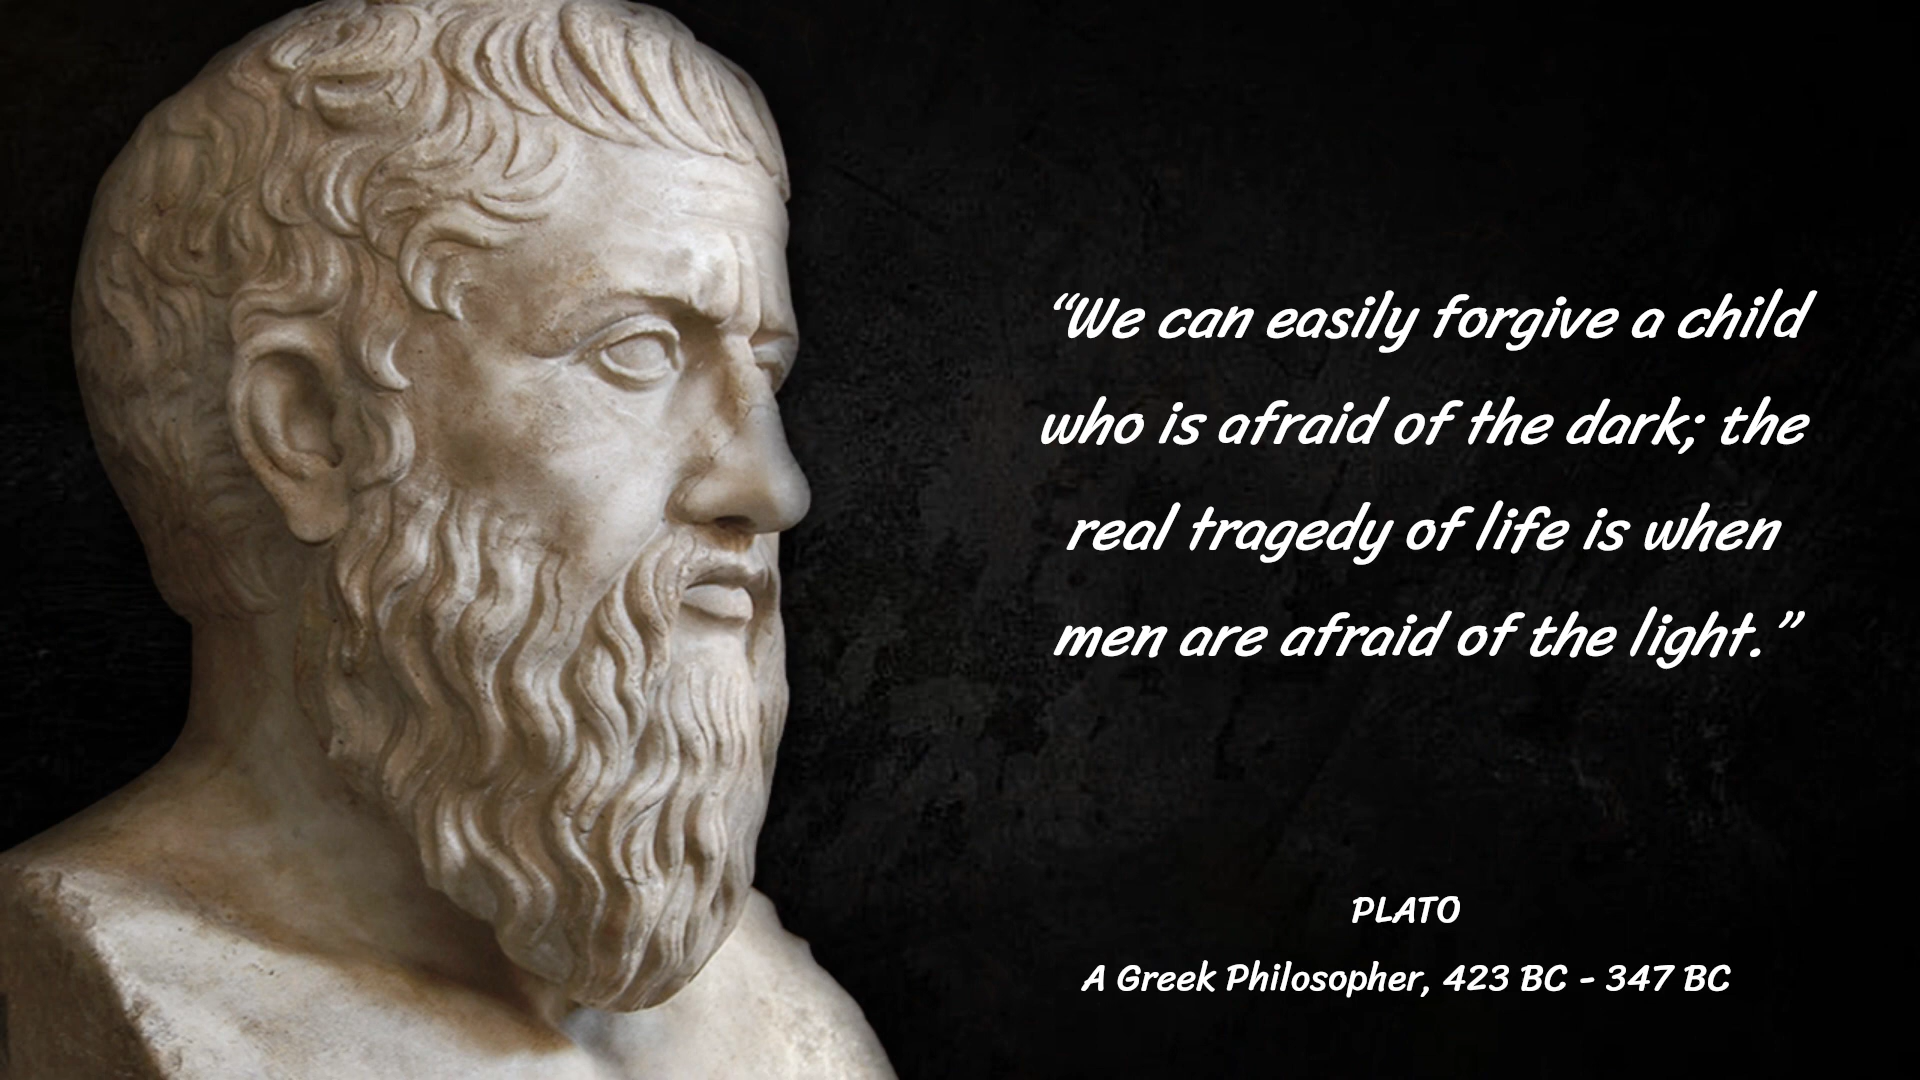 “We can easily forgive a child
who is afraid of the dark; the
real tragedy of life is when
men are afraid of the light.”
PLATO
A Greek Philosopher, 423 BC - 347 BC